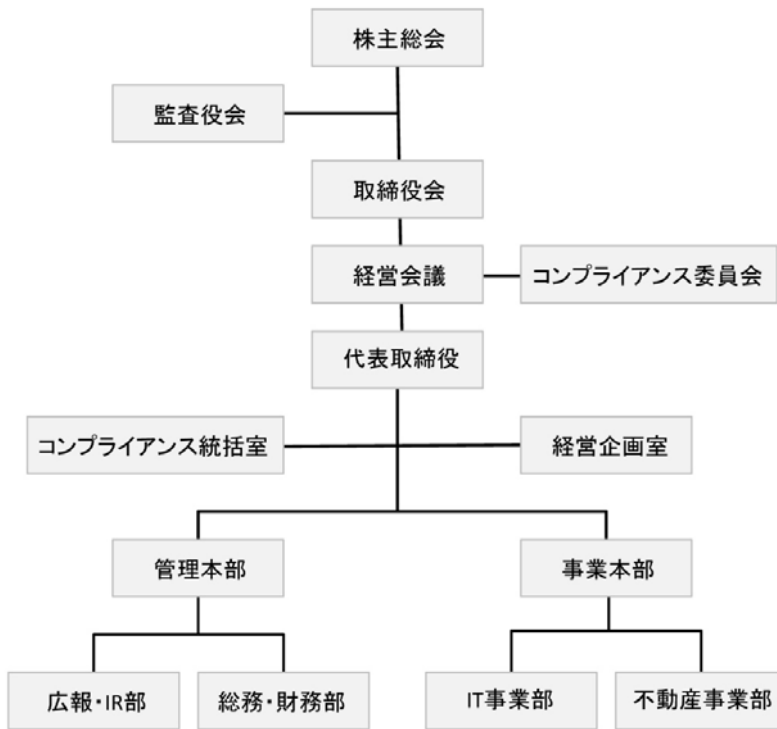 株主総会
監査役会
取締役会
経営会議
コンプライアンス委員会
代表取締役
コンプライアンス統括室
経営企画室
管理本部
事業本部
広報・IR部
総務・財務部
IT事業部
不動産事業部